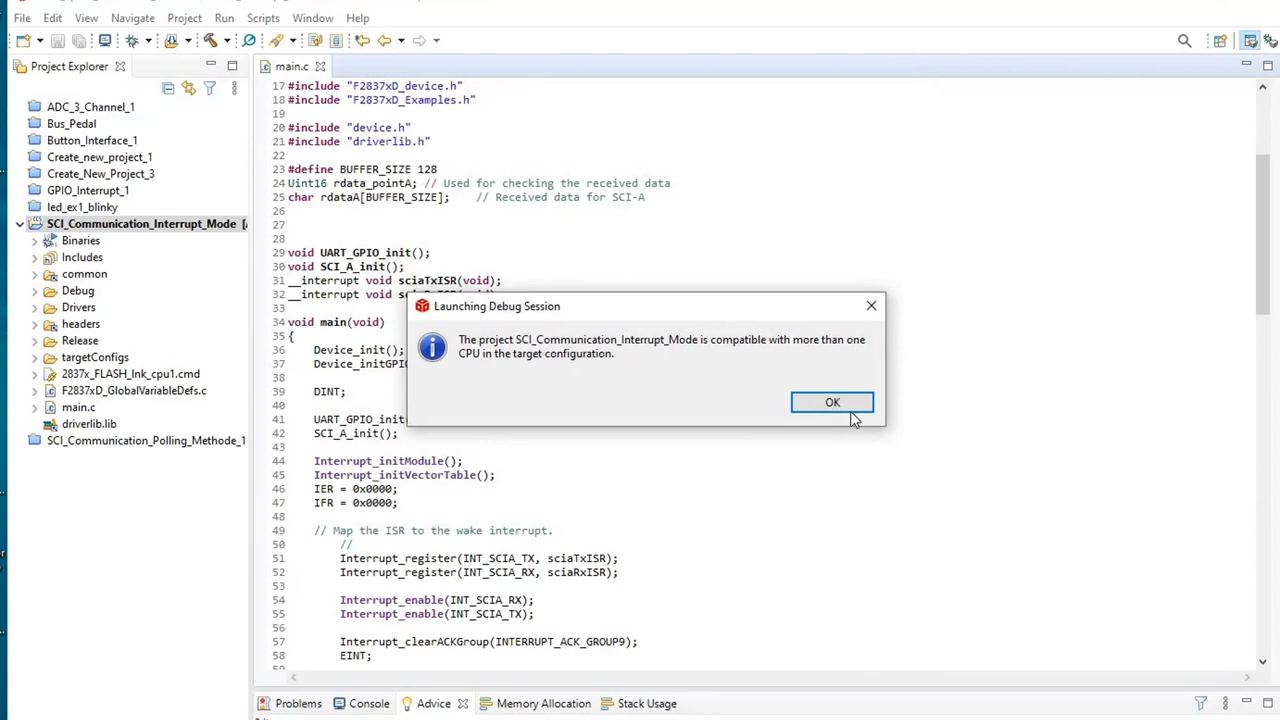 File Edit View Navigate Project Run Scripts Window Help
Project Explorer
ADC_3_Channel_1
Bus_Pedal
Button_Interface_1
Create_new_project_1
Create_New_Project_3
GPIO_Interrupt_1
led_ex1_blinky
SCI_Communication_Interrupt_Mode [A
Binaries
Includes
common
Debug
Drivers
headers
Release
targetConfigs
2837x_FLASH_lnk_cpu1.cmd
F2837xD_GlobalVariableDefs.c
main.c
driverlib.lib
SCI_Communication_Polling_Methode_1
main.c
17 #include "F2837xD_device.h"
18 #include "F2837xD_Examples.h"
19
20 #include "device.h"
21 #include "driverlib.h"
22
23 #define BUFFER_SIZE 128
24 Uint16 rdata_pointA; // Used for checking the received data
25 char rdataA[BUFFER_SIZE]; // Received data for SCI-A
26
27
28
29 void UART_GPIO_init();
30 void SCI_A_init();
31 __interrupt void sciaTxISR(void);
32 __interrupt void
33
34 void main(void)
35 {
36 Device_init();
37 Device_initGPIO
38
39 DINT;
40
41 UART_GPIO_init(
42 SCI_A_init();
43
44 Interrupt_initModule();
45 Interrupt_initVectorTable();
46 IER = 0x0000;
47 IFR = 0x0000;
48
49 // Map the ISR to the wake interrupt.
50 //
51 Interrupt_register(INT_SCIA_TX, sciaTxISR);
52 Interrupt_register(INT_SCIA_RX, sciaRxISR);
53
54 Interrupt_enable(INT_SCIA_RX);
55 Interrupt_enable(INT_SCIA_TX);
56
57 Interrupt_clearACKGroup(INTERRUPT_ACK_GROUP9);
58 EINT;
59
Launching Debug Session
The project SCI_Communication_Interrupt_Mode is compatible with more than one
CPU in the target configuration.
OK
Problems Console Advice Memory Allocation Stack Usage